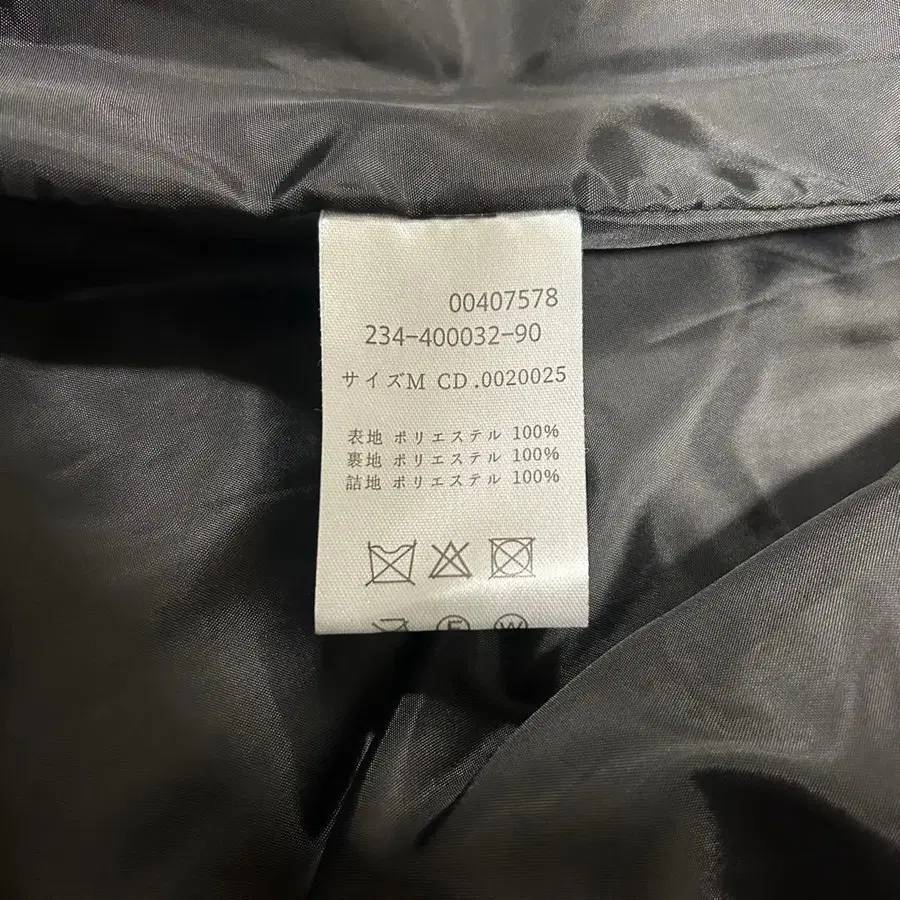 00407578
234-400032-90
サイズM CD.0020025
表地 ポリエステル 100%
裏地 ポリエステル 100%
詰地 ポリエステル 100%
F W